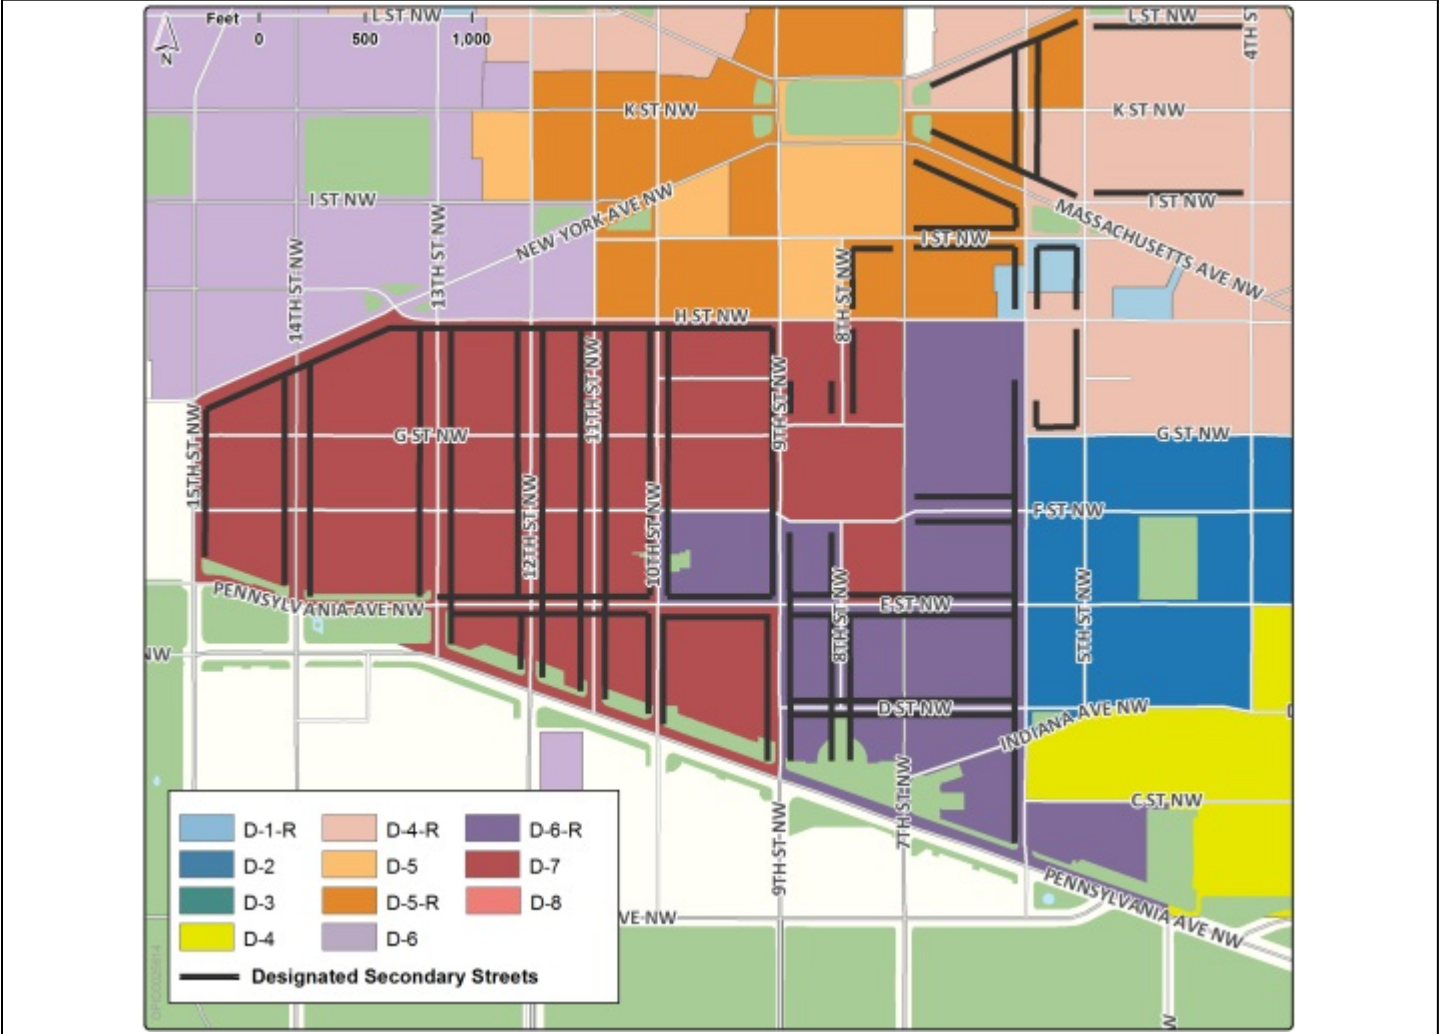 L ST NW
L ST NW
Feet
0 500 1,000
N
4TH ST
K ST NW
K ST NW
I ST NW
I ST NW
NEW YORK AVE NW
MASSACHUSETTS AVE NW
I ST NW
14TH ST NW
13TH ST NW
8TH ST NW
H ST NW
15TH ST NW
11TH ST NW
9TH ST NW
G ST NW
G ST NW
12TH ST NW
10TH ST NW
F ST NW
PENNSYLVANIA AVE NW
E ST NW
8TH ST NW
5TH ST NW
NW
D ST NW
INDIANA AVE NW
7TH ST NW
C ST NW
9TH ST NW
PENNSYLVANIA AVE NW
VE NW
D-1-R D-4-R D-6-R
D-2 D-5 D-7
D-3 D-5-R D-8
D-4 D-6
Designated Secondary Streets
W